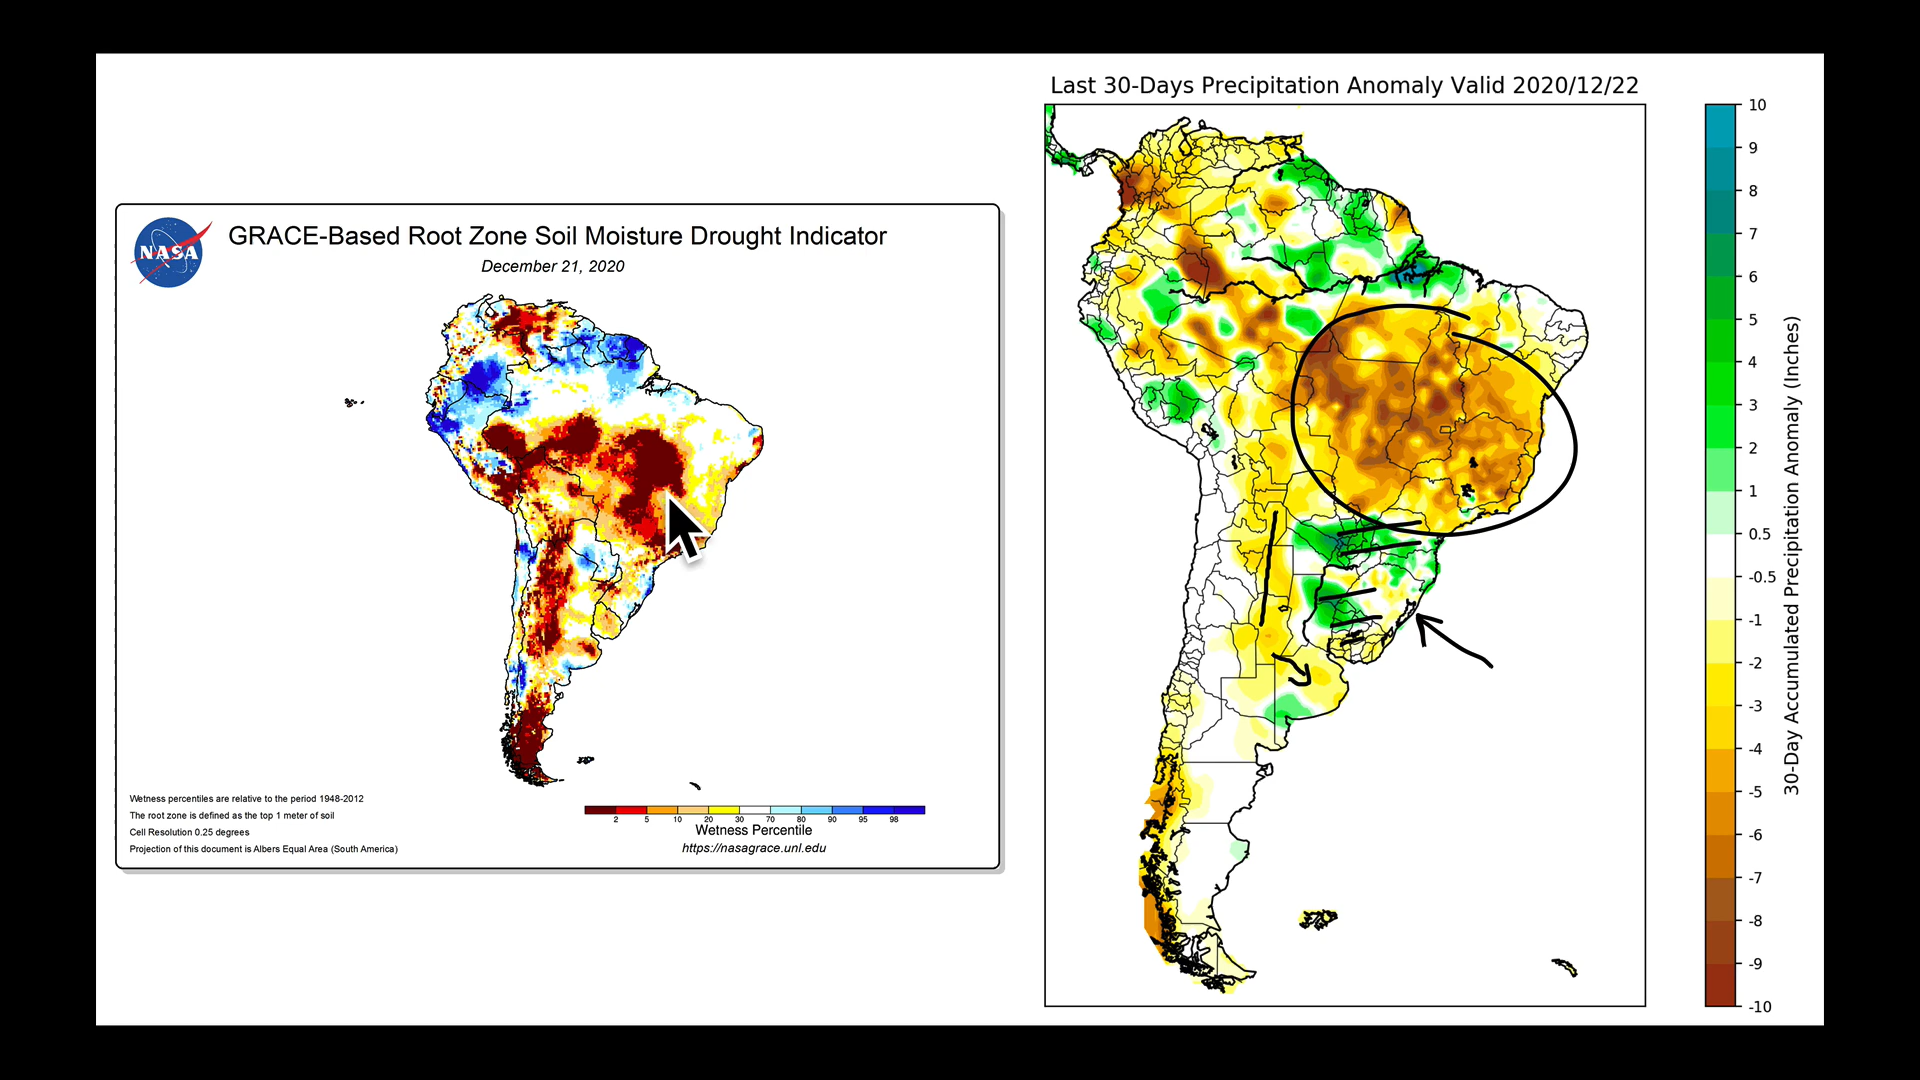 NASA
GRACE-Based Root Zone Soil Moisture Drought Indicator
December 21, 2020
Wetness percentiles are relative to the period 1948-2012
The root zone is defined as the top 1 meter of soil
Cell Resolution 0.25 degrees
Projection of this document is Albers Equal Area (South America)
2 5 10 20 30 70 80 90 95 98
Wetness Percentile
https://nasagrace.unl.edu
Last 30-Days Precipitation Anomaly Valid 2020/12/22
10
9
8
7
6
5
4
3
2
1
0.5
-0.5
-1
-2
-3
-4
-5
-6
-7
-8
-9
-10
30-Day Accumulated Precipitation Anomaly (Inches)